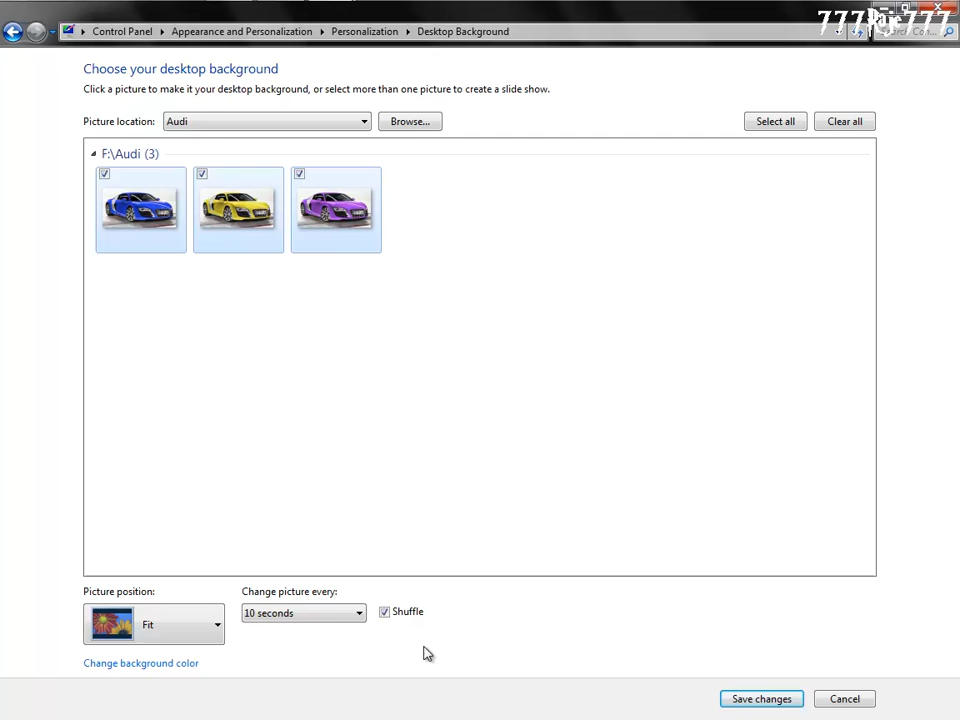 Control Panel Appearance and Personalization Personalization Desktop Background
Choose your desktop background
Click a picture to make it your desktop background, or select more than one picture to create a slide show.
Picture location: Audi Browse... Select all Clear all
F:\Audi (3)
Picture position: Change picture every:
Fit 10 seconds Shuffle
Change background color
Save changes Cancel